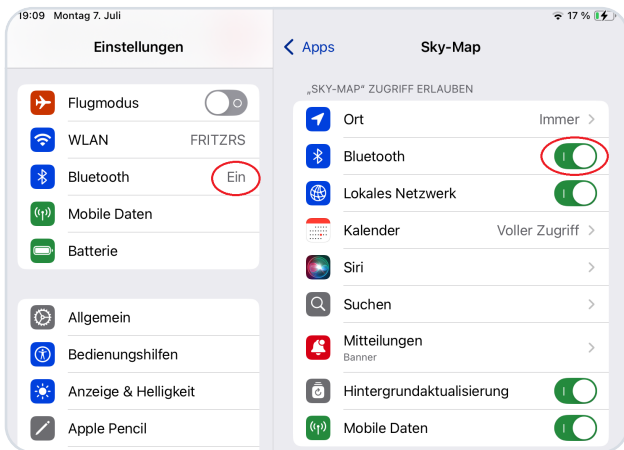 19:09 Montag 7. Juli
17 %
Einstellungen
Flugmodus
WLAN FRITZRS
Bluetooth Ein
Mobile Daten
Batterie
Allgemein
Bedienungshilfen
Anzeige & Helligkeit
Apple Pencil
Apps
Sky-Map
„SKY-MAP“ ZUGRIFF ERLAUBEN
Ort Immer
Bluetooth
Lokales Netzwerk
Kalender Voller Zugriff
Siri
Suchen
Mitteilungen
Banner
Hintergrundaktualisierung
Mobile Daten